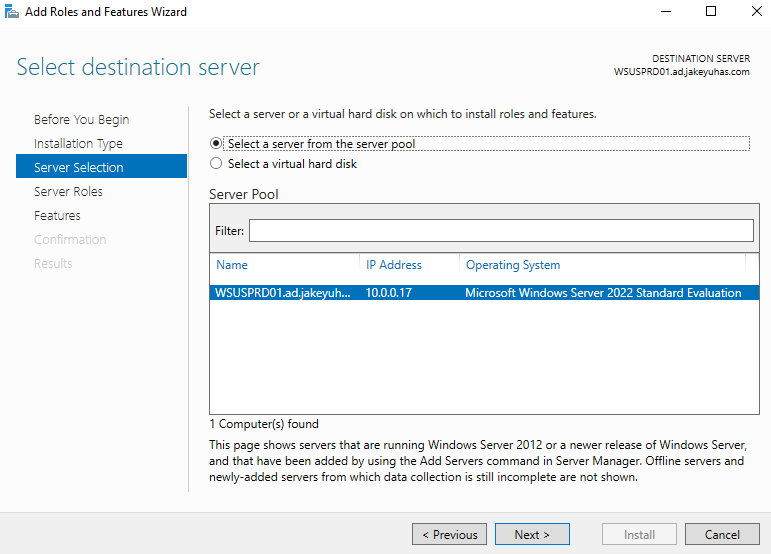 Add Roles and Features Wizard
Select destination server
DESTINATION SERVER
WSUSPRD01.ad.jakeyuhas.com
Before You Begin
Installation Type
Server Selection
Server Roles
Features
Confirmation
Results
Select a server or a virtual hard disk on which to install roles and features.
Select a server from the server pool
Select a virtual hard disk
Server Pool
Filter:
Name IP Address Operating System
WSUSPRD01.ad.jakeyuh... 10.0.0.17 Microsoft Windows Server 2022 Standard Evaluation
1 Computer(s) found
This page shows servers that are running Windows Server 2012 or a newer release of Windows Server,
and that have been added by using the Add Servers command in Server Manager. Offline servers and
newly-added servers from which data collection is still incomplete are not shown.
< Previous Next > Install Cancel